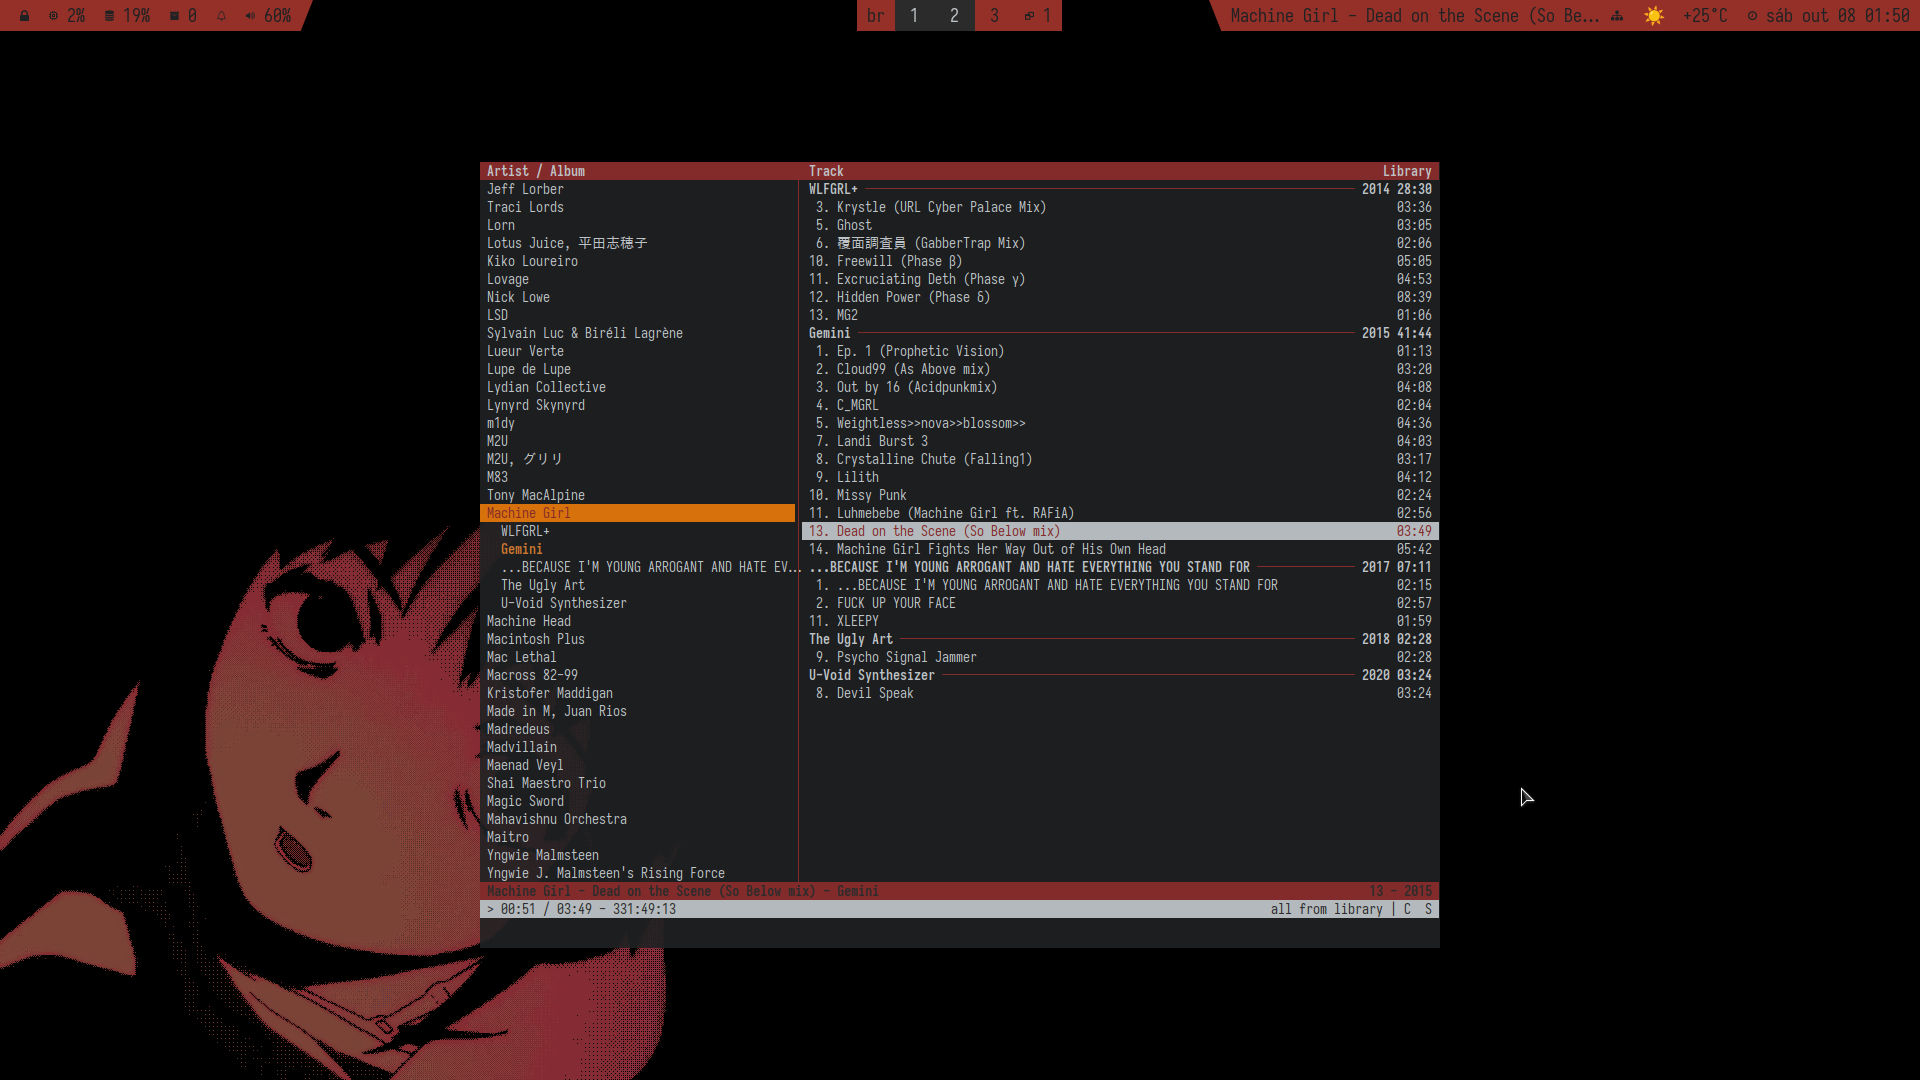 2% 19% 0 60%
br 1 2 3 1
Machine Girl - Dead on the Scene (So Be... +25°C sáb out 08 01:50
Artist / Album
Jeff Lorber
Traci Lords
Lorn
Lotus Juice, 平田志穂子
Kiko Loureiro
Lovage
Nick Lowe
LSD
Sylvain Luc & Biréli Lagrène
Lueur Verte
Lupe de Lupe
Lydian Collective
Lynyrd Skynyrd
m1dy
M2U
M2U, グリリ
M83
Tony MacAlpine
Machine Girl
WLFGRL+
Gemini
...BECAUSE I'M YOUNG ARROGANT AND HATE EV...
The Ugly Art
U-Void Synthesizer
Machine Head
Macintosh Plus
Mac Lethal
Macross 82-99
Kristofer Maddigan
Made in M, Juan Rios
Madredeus
Madvillain
Maenad Veyl
Shai Maestro Trio
Magic Sword
Mahavishnu Orchestra
Maitro
Yngwie Malmsteen
Yngwie J. Malmsteen's Rising Force
Track Library
WLFGRL+ 2014 28:30
3. Krystle (URL Cyber Palace Mix) 03:36
5. Ghost 03:05
6. 覆面調査員 (GabberTrap Mix) 02:06
10. Freewill (Phase β) 05:05
11. Excruciating Deth (Phase γ) 04:53
12. Hidden Power (Phase δ) 08:39
13. MG2 01:06
Gemini 2015 41:44
1. Ep. 1 (Prophetic Vision) 01:13
2. Cloud99 (As Above mix) 03:20
3. Out by 16 (Acidpunkmix) 04:08
4. C_MGRL 02:04
5. Weightless>>nova>>blossom>> 04:36
7. Landi Burst 3 04:03
8. Crystalline Chute (Falling1) 03:17
9. Lilith 04:12
10. Missy Punk 02:24
11. Luhmebebe (Machine Girl ft. RAFiA) 02:56
13. Dead on the Scene (So Below mix) 03:49
14. Machine Girl Fights Her Way Out of His Own Head 05:42
...BECAUSE I'M YOUNG ARROGANT AND HATE EVERYTHING YOU STAND FOR 2017 07:11
1. ...BECAUSE I'M YOUNG ARROGANT AND HATE EVERYTHING YOU STAND FOR 02:15
2. FUCK UP YOUR FACE 02:57
11. XLEEPY 01:59
The Ugly Art 2018 02:28
9. Psycho Signal Jammer 02:28
U-Void Synthesizer 2020 03:24
8. Devil Speak 03:24
Machine Girl - Dead on the Scene (So Below mix) - Gemini 13 - 2015
> 00:51 / 03:49 - 331:49:13 all from library | C S